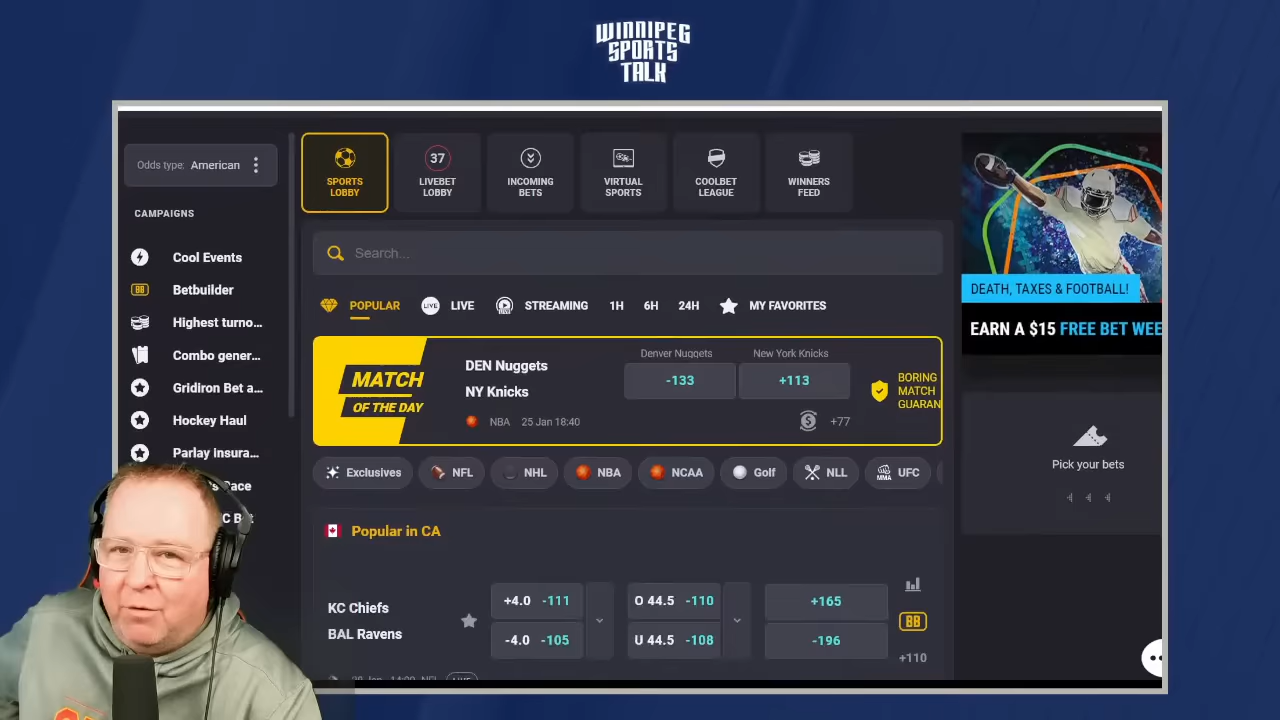 WINNIPEG
SPORTS
TALK
Odds type: American
CAMPAIGNS
Cool Events
Betbuilder
Highest turno...
Combo gener...
Gridiron Bet a...
Hockey Haul
Parlay Insura...
SPORTS
LOBBY
37
LIVEBET
LOBBY
INCOMING
BETS
VIRTUAL
SPORTS
COOLBET
LEAGUE
WINNERS
FEED
Search...
POPULAR
LIVE
LIVE
STREAMING
1H
6H
24H
MY FAVORITES
MATCH
OF THE DAY
DEN Nuggets
NY Knicks
NBA 25 Jan 18:40
Denver Nuggets
-133
New York Knicks
+113
+77
BORING
MATCH
GUARAN
Exclusives
NFL
NHL
NBA
NCAA
Golf
NLL
MMA
UFC
Popular in CA
KC Chiefs
BAL Ravens
+4.0 -111
-4.0 -105
O 44.5 -110
U 44.5 -108
+165
-196
BB
+110
DEATH, TAXES & FOOTBALL!
EARN A $15 FREE BET WEE
Pick your bets